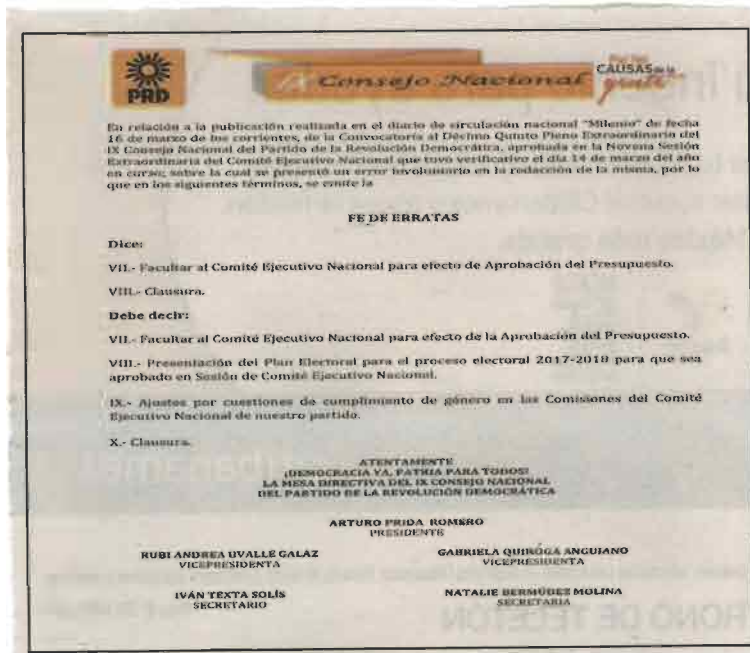 PRD
IX Consejo Nacional
CAUSAS de la
gente
En relación a la publicación realizada en el diario de circulación nacional "Milenio" de fecha
16 de marzo de los corrientes, de la Convocatoria al Décimo Quinto Pleno Extraordinario del
IX Consejo Nacional del Partido de la Revolución Democrática, aprobada en la Novena Sesión
Extraordinaria del Comité Ejecutivo Nacional que tuvo verificativo el día 14 de marzo del año
en curso; sobre la cual se presentó un error involuntario en la redacción de la misma, por lo
que en los siguientes términos, se emite la
FE DE ERRATAS
Dice:
VII.- Facultar al Comité Ejecutivo Nacional para efecto de Aprobación del Presupuesto.
VIII.- Clausura.
Debe decir:
VII.- Facultar al Comité Ejecutivo Nacional para efecto de la Aprobación del Presupuesto.
VIII.- Presentación del Plan Electoral para el proceso electoral 2017-2018 para que sea
aprobado en Sesión de Comité Ejecutivo Nacional.
IX.- Ajustes por cuestiones de cumplimiento de género en las Comisiones del Comité
Ejecutivo Nacional de nuestro partido.
X.- Clausura.
ATENTAMENTE
¡DEMOCRACIA YA, PATRIA PARA TODOS!
LA MESA DIRECTIVA DEL IX CONSEJO NACIONAL
DEL PARTIDO DE LA REVOLUCIÓN DEMOCRÁTICA
ARTURO PRIDA ROMERO
PRESIDENTE
RUBI ANDREA UVALLE GALAZ
VICEPRESIDENTA
GABRIELA QUIROGA ANGUIANO
VICEPRESIDENTA
IVÁN TEXTA SOLÍS
SECRETARIO
NATALIE BERMÚDEZ MOLINA
SECRETARIA